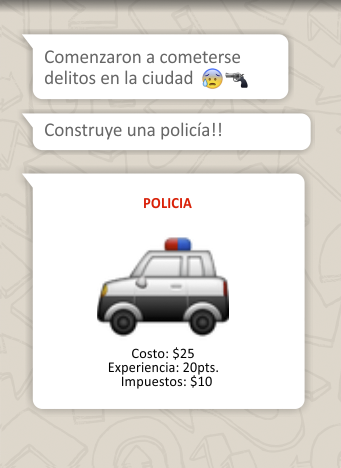 Comenzaron a cometerse
delitos en la ciudad 😰🔫
Construye una policía!!
POLICIA
Costo: $25
Experiencia: 20pts.
Impuestos: $10